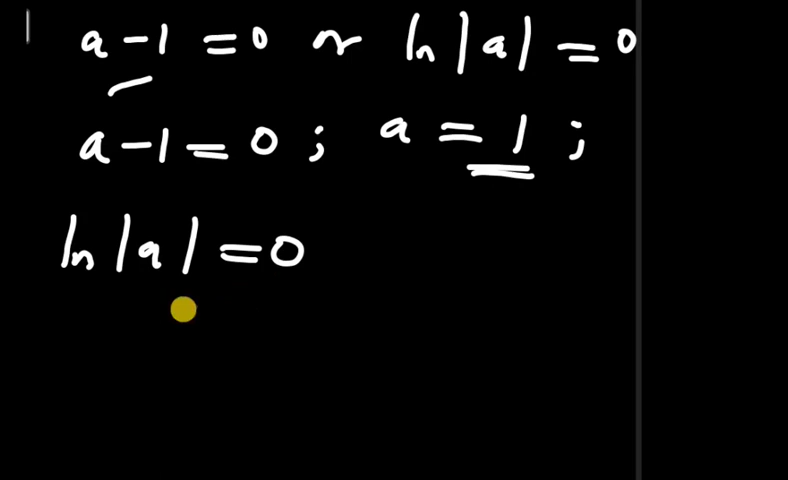 a - 1 = 0 or ln |a| = 0
a - 1 = 0 ; a = 1 ;
ln |a| = 0